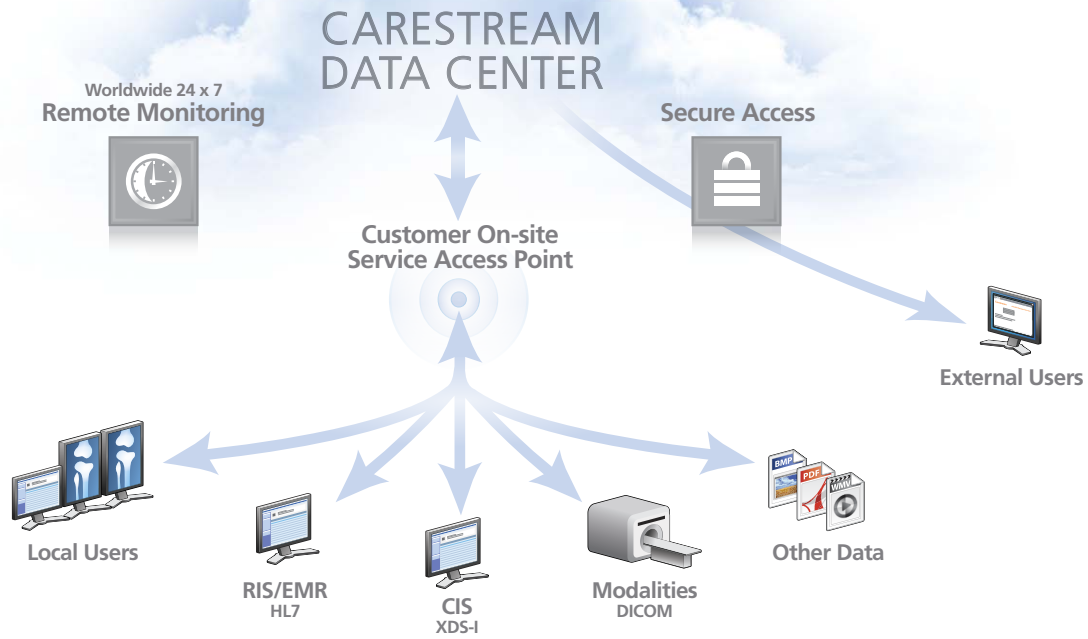 CARESTREAM
DATA CENTER
Worldwide 24 x 7
Remote Monitoring
Secure Access
Customer On-site
Service Access Point
External Users
Local Users
RIS/EMR
HL7
CIS
XDS-I
Modalities
DICOM
BMP
PDF
WMV
Other Data